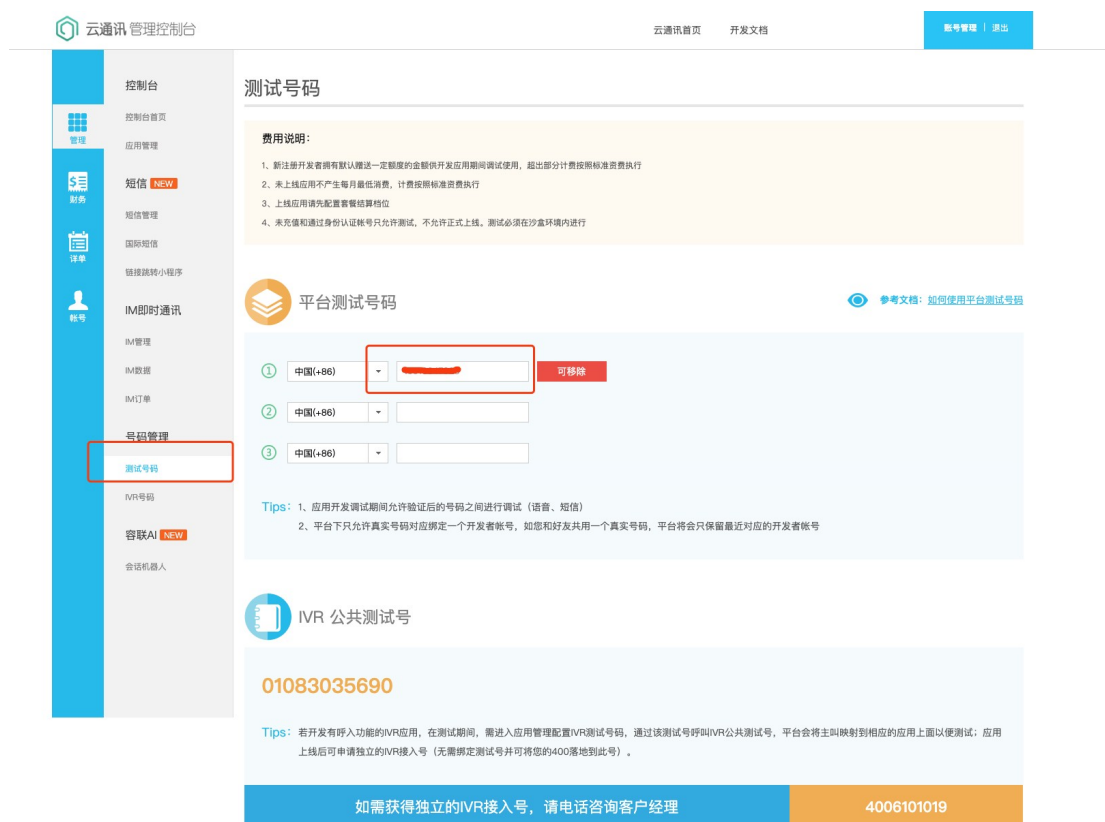 云通讯 管理控制台
云通讯首页
开发文档
账号管理 | 退出
管理
财务
详单
帐号
控制台
控制台首页
应用管理
短信 NEW
短信管理
国际短信
链接跳转小程序
IM即时通讯
IM管理
IM数据
IM订单
号码管理
测试号码
IVR号码
容联AI NEW
会话机器人
测试号码
费用说明：
1、新注册开发者拥有默认赠送一定额度的金额供开发应用期间调试使用，超出部分计费按照标准资费执行
2、未上线应用不产生每月最低消费，计费按照标准资费执行
3、上线应用请先配置套餐结算档位
4、未充值和通过身份认证帐号只允许测试，不允许正式上线。测试必须在沙盒环境内进行
平台测试号码
参考文档：如何使用平台测试号码
① 中国(+86)
可移除
② 中国(+86)
③ 中国(+86)
Tips：1、应用开发调试期间允许验证后的号码之间进行调试（语音、短信）
2、平台下只允许真实号码对应绑定一个开发者帐号，如您和好友共用一个真实号码，平台将会只保留最近对应的开发者帐号
IVR 公共测试号
01083035690
Tips：若开发有呼入功能的IVR应用，在测试期间，需进入应用管理配置IVR测试号码，通过该测试号呼叫IVR公共测试号，平台会将主叫映射到相应的应用上面以便测试；应用
上线后可申请独立的IVR接入号（无需绑定测试号并可将您的400落地到此号）。
如需获得独立的IVR接入号，请电话咨询客户经理
4006101019